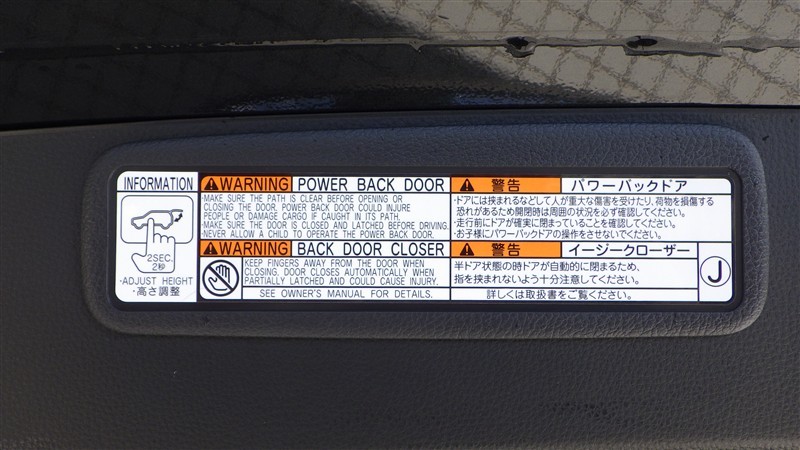 INFORMATION
2SEC.
2秒
・ADJUST HEIGHT
・高さ調整
WARNING POWER BACK DOOR
・MAKE SURE THE PATH IS CLEAR BEFORE OPENING OR
CLOSING THE DOOR. POWER BACK DOOR COULD INJURE
PEOPLE OR DAMAGE CARGO IF CAUGHT IN ITS PATH.
・MAKE SURE THE DOOR IS CLOSED AND LATCHED BEFORE DRIVING.
・NEVER ALLOW A CHILD TO OPERATE THE POWER BACK DOOR.
WARNING BACK DOOR CLOSER
KEEP FINGERS AWAY FROM THE DOOR WHEN
CLOSING. DOOR CLOSES AUTOMATICALLY WHEN
PARTIALLY LATCHED AND COULD CAUSE INJURY.
SEE OWNER'S MANUAL FOR DETAILS.
警告 パワーバックドア
・ドアには挟まれるなどして人が重大な傷害を受けたり、荷物を損傷する
恐れがあるため開閉時は周囲の状況を必ず確認してください。
・走行前にドアが確実に閉まっていることを確認してください。
・お子様にパワーバックドアの操作をさせないでください。
警告 イージークローザー
半ドア状態の時ドアが自動的に閉まるため、
指を挟まれないよう十分注意してください。
詳しくは取扱書をご覧ください。
J